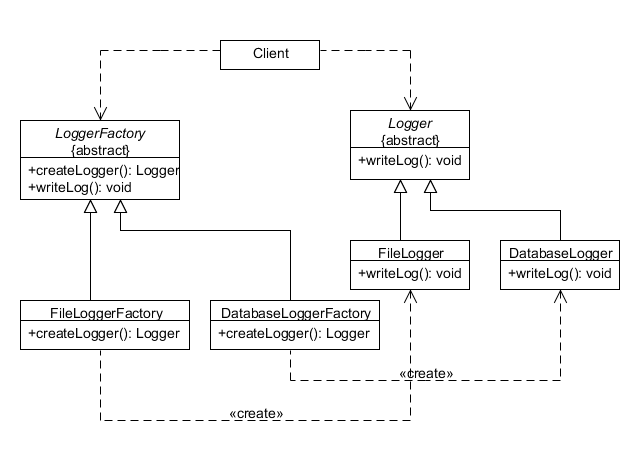 Client
LoggerFactory
{abstract}
+createLogger(): Logger
+writeLog(): void
Logger
{abstract}
+writeLog(): void
FileLogger
+writeLog(): void
DatabaseLogger
+writeLog(): void
FileLoggerFactory
+createLogger(): Logger
DatabaseLoggerFactory
+createLogger(): Logger
«create»
«create»